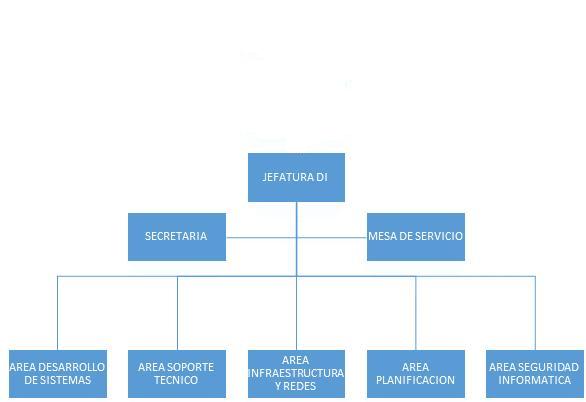 JEFATURA DI
SECRETARIA
MESA DE SERVICIO
AREA DESARROLLO
DE SISTEMAS
AREA SOPORTE
TECNICO
AREA
INFRAESTRUCTURA
Y REDES
AREA
PLANIFICACION
AREA SEGURIDAD
INFORMATICA